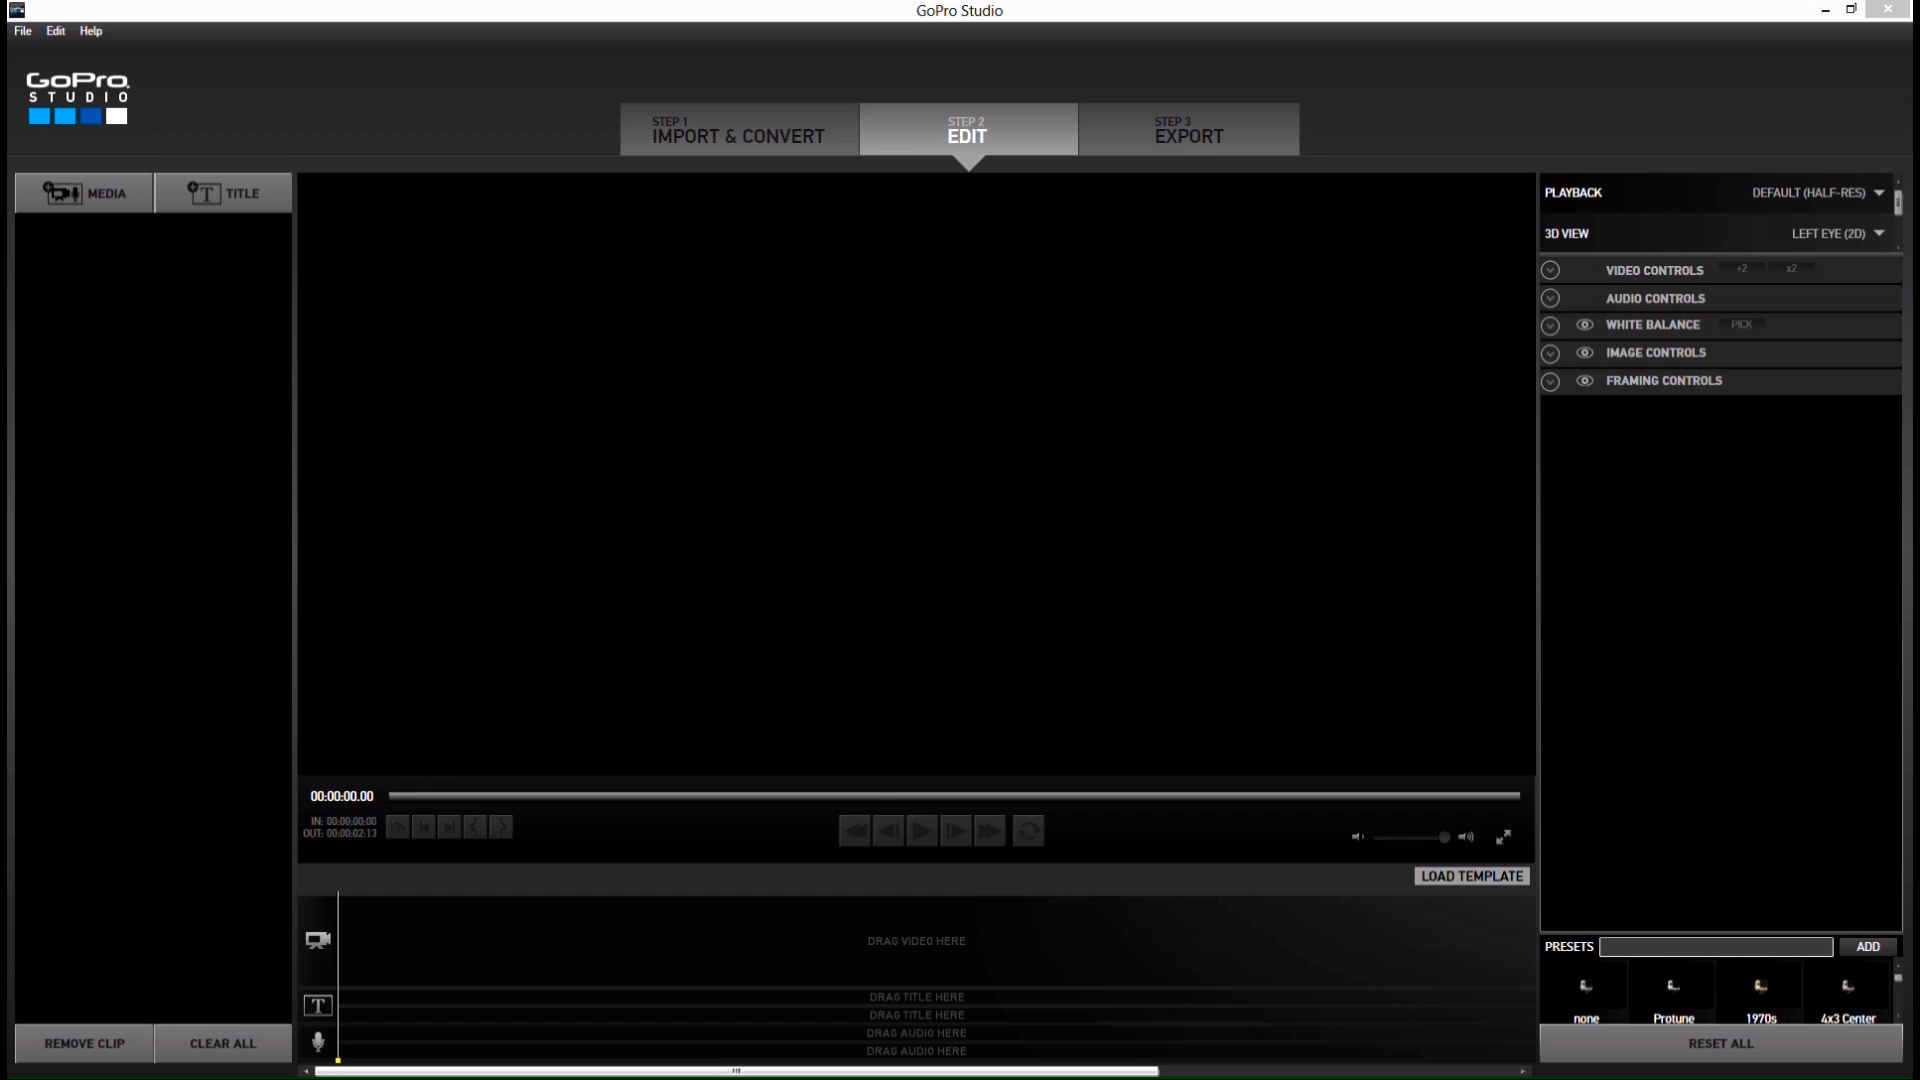 GoPro Studio
File Edit Help
GoPro
STUDIO
STEP 1
IMPORT & CONVERT
STEP 2
EDIT
STEP 3
EXPORT
MEDIA
T TITLE
PLAYBACK DEFAULT (HALF-RES)
3D VIEW LEFT EYE (2D)
VIDEO CONTROLS ÷2 x2
AUDIO CONTROLS
WHITE BALANCE PICK
IMAGE CONTROLS
FRAMING CONTROLS
00:00:00.00
IN: 00:00:00:00
OUT: 00:00:02:13
LOAD TEMPLATE
DRAG VIDEO HERE
T
DRAG TITLE HERE
DRAG TITLE HERE
DRAG AUDIO HERE
DRAG AUDIO HERE
PRESETS ADD
none Protune 1970s 4x3 Center
REMOVE CLIP CLEAR ALL
RESET ALL